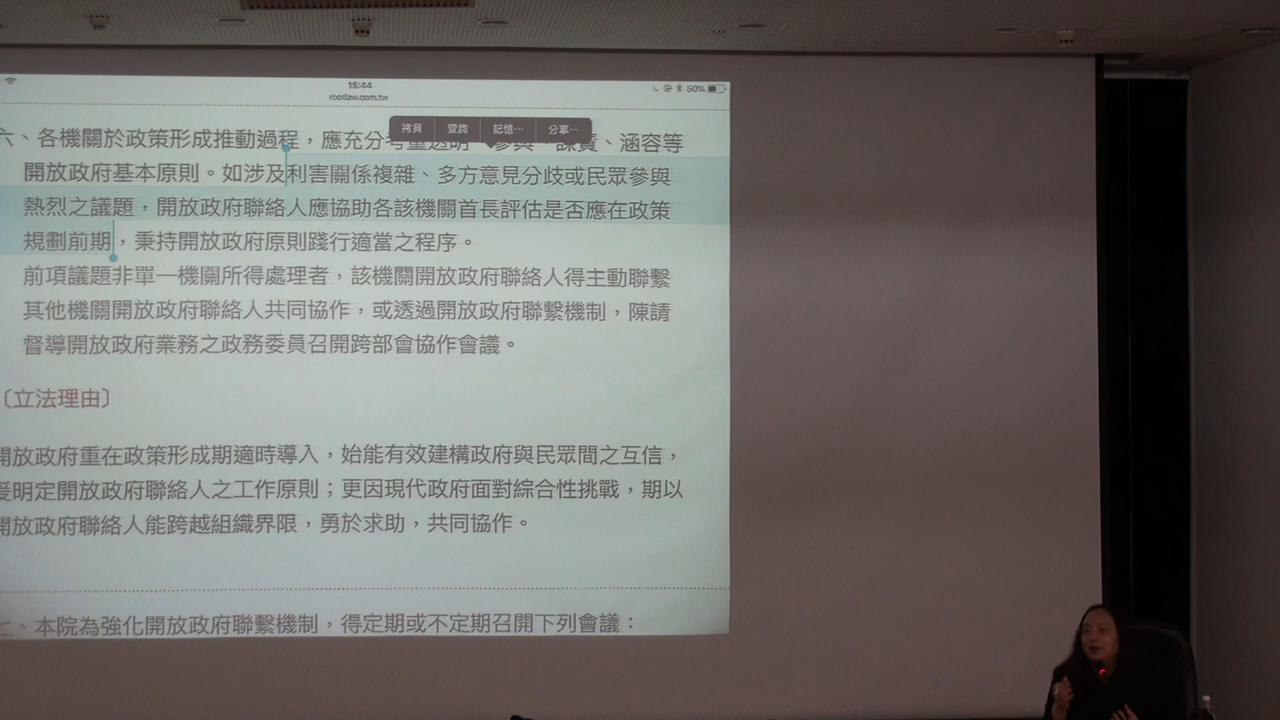 15:44
rootlaw.com.tw
50%
拷貝 查詢 記憶⋯ 分享⋯
六、各機關於政策形成推動過程，應充分考量透明、參與、課責、涵容等
開放政府基本原則。如涉及利害關係複雜、多方意見分歧或民眾參與
熱烈之議題，開放政府聯絡人應協助各該機關首長評估是否應在政策
規劃前期，秉持開放政府原則踐行適當之程序。
前項議題非單一機關所得處理者，該機關開放政府聯絡人得主動聯繫
其他機關開放政府聯絡人共同協作，或透過開放政府聯繫機制，陳請
督導開放政府業務之政務委員召開跨部會協作會議。
〔立法理由〕
開放政府重在政策形成期適時導入，始能有效建構政府與民眾間之互信，
爰明定開放政府聯絡人之工作原則；更因現代政府面對綜合性挑戰，期以
開放政府聯絡人能跨越組織界限，勇於求助，共同協作。
、本院為強化開放政府聯繫機制，得定期或不定期召開下列會議：